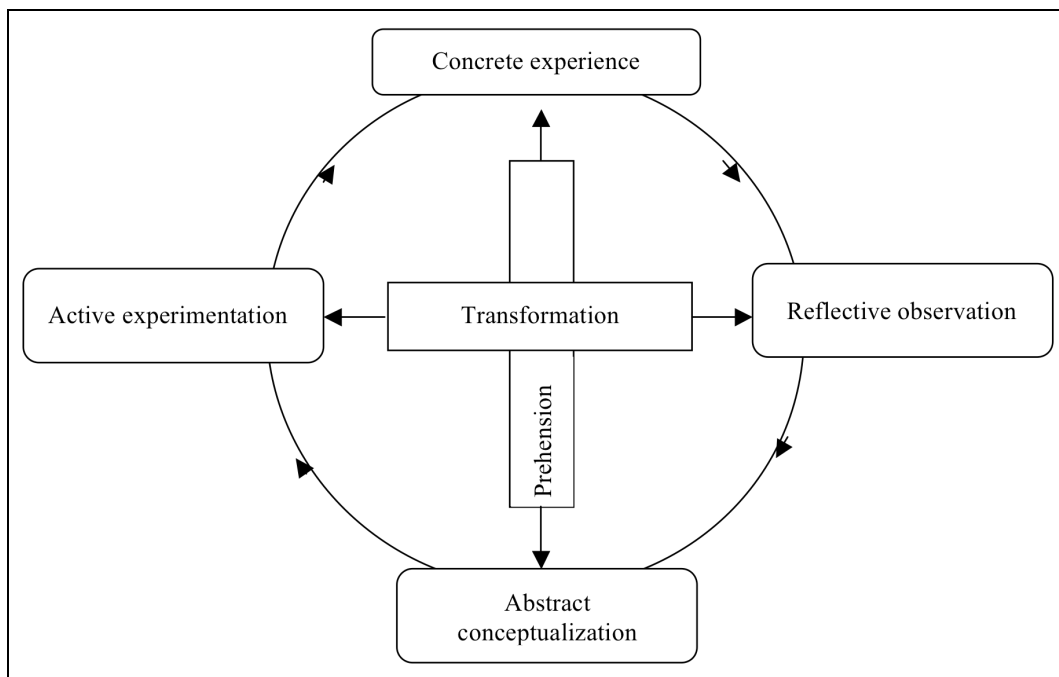 Concrete experience
Active experimentation
Transformation
Reflective observation
Prehension
Abstract
conceptualization